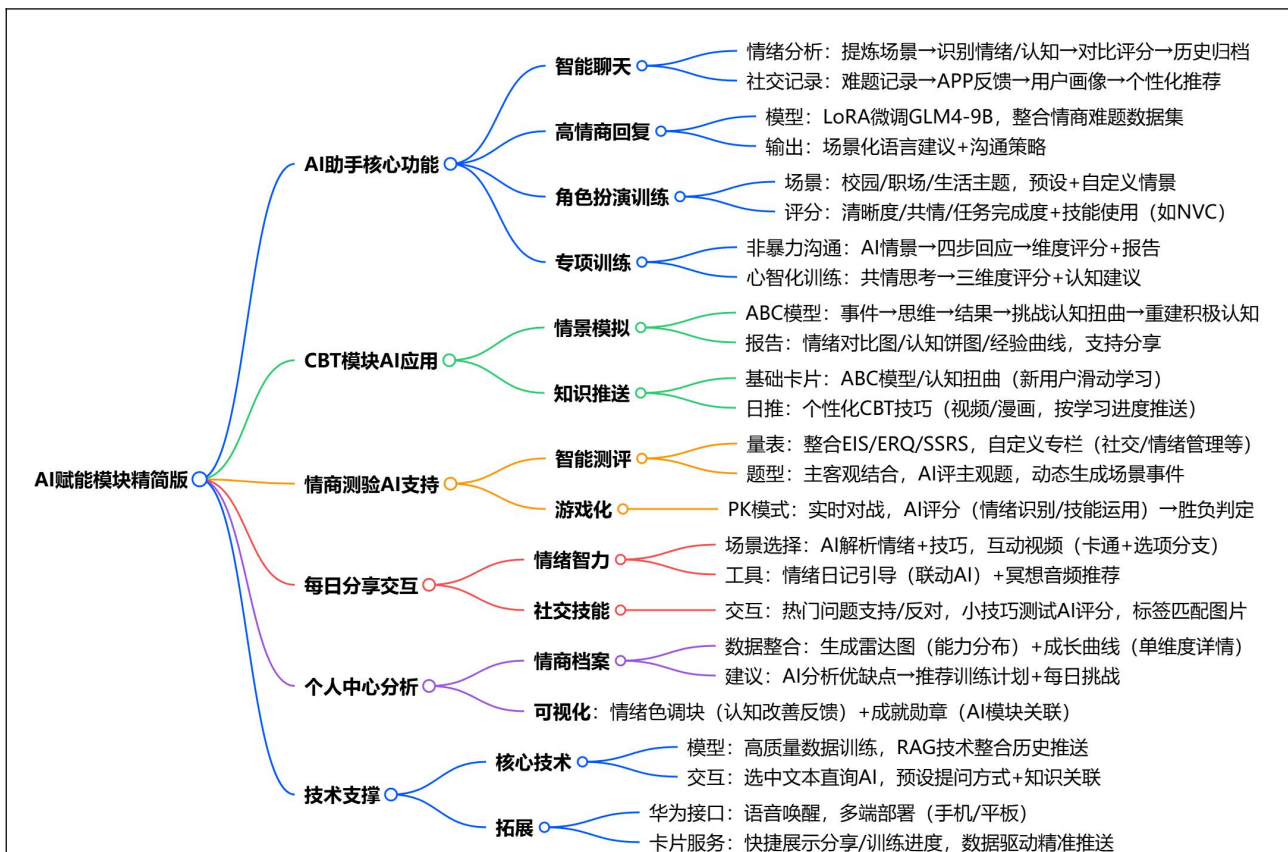 AI赋能模块精简版
AI助手核心功能
智能聊天
情绪分析：提炼场景→识别情绪/认知→对比评分→历史归档
社交记录：难题记录→APP反馈→用户画像→个性化推荐
高情商回复
模型：LoRA微调GLM4-9B，整合情商难题数据集
输出：场景化语言建议+沟通策略
角色扮演训练
场景：校园/职场/生活主题，预设+自定义情景
评分：清晰度/共情/任务完成度+技能使用（如NVC）
专项训练
非暴力沟通：AI情景→四步回应→维度评分+报告
心智化训练：共情思考→三维度评分+认知建议
CBT模块AI应用
情景模拟
ABC模型：事件→思维→结果→挑战认知扭曲→重建积极认知
报告：情绪对比图/认知饼图/经验曲线，支持分享
知识推送
基础卡片：ABC模型/认知扭曲（新用户滑动学习）
日推：个性化CBT技巧（视频/漫画，按学习进度推送）
情商测验AI支持
智能测评
量表：整合EIS/ERQ/SSRS，自定义专栏（社交/情绪管理等）
题型：主客观结合，AI评主观题，动态生成场景事件
游戏化
PK模式：实时对战，AI评分（情绪识别/技能运用）→胜负判定
每日分享交互
情绪智力
场景选择：AI解析情绪+技巧，互动视频（卡通+选项分支）
工具：情绪日记引导（联动AI）+冥想音频推荐
社交技能
交互：热门问题支持/反对，小技巧测试AI评分，标签匹配图片
个人中心分析
情商档案
数据整合：生成雷达图（能力分布）+成长曲线（单维度详情）
建议：AI分析优缺点→推荐训练计划+每日挑战
可视化：情绪色调块（认知改善反馈）+成就勋章（AI模块关联）
技术支撑
核心技术
模型：高质量数据训练，RAG技术整合历史推送
交互：选中文本直询AI，预设提问方式+知识关联
拓展
华为接口：语音唤醒，多端部署（手机/平板）
卡片服务：快捷展示分享/训练进度，数据驱动精准推送